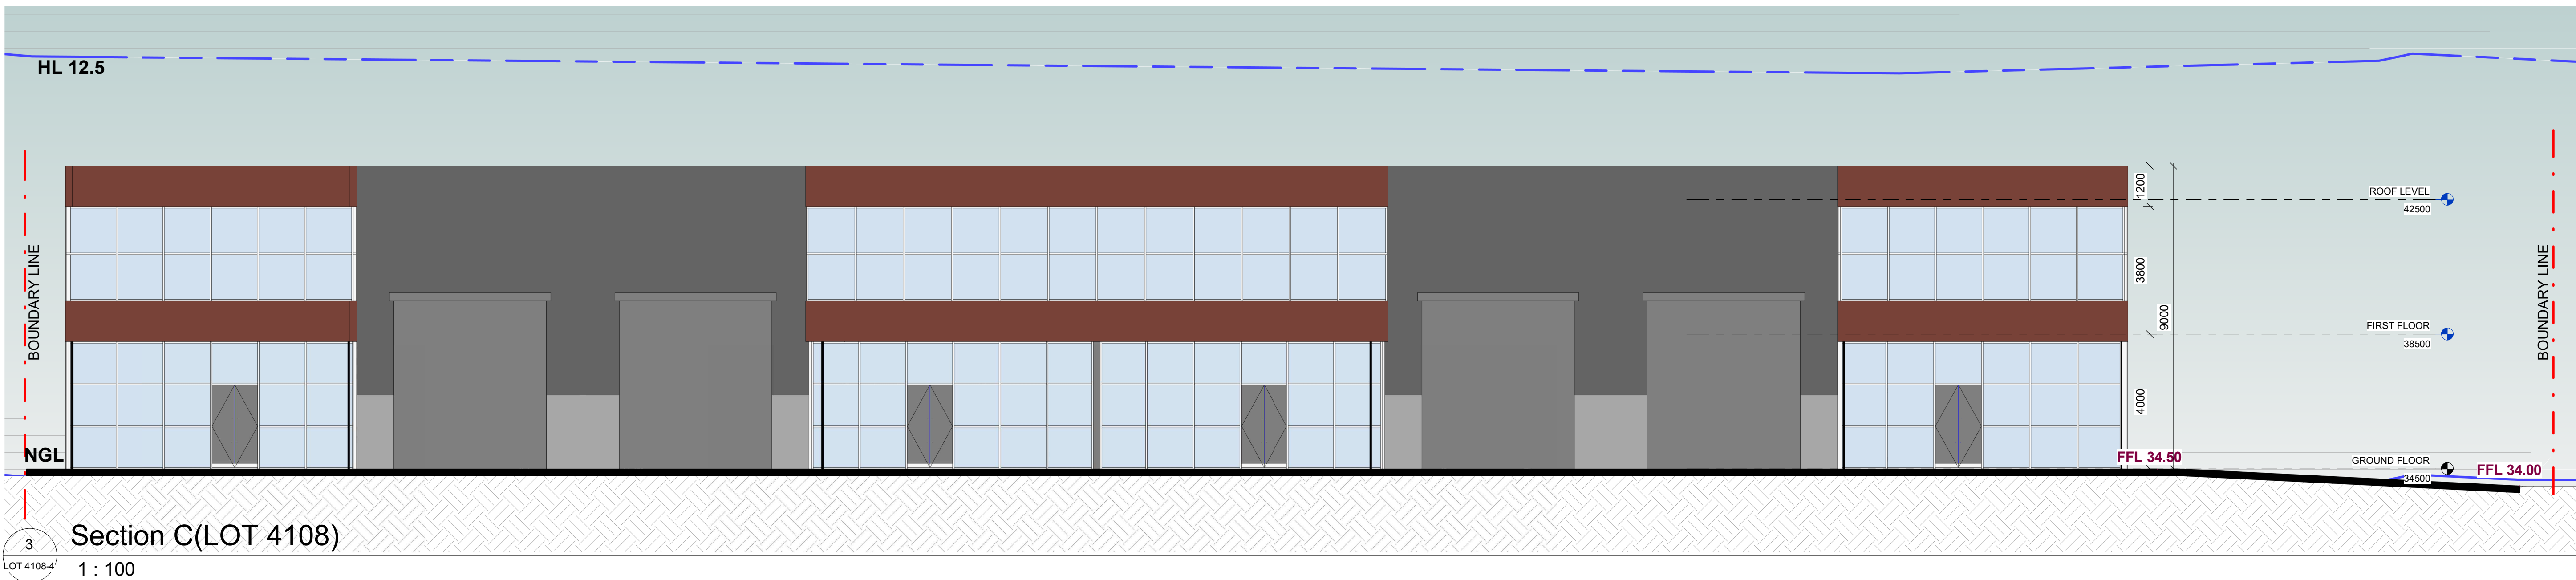 HL 12.5
BOUNDARY LINE
BOUNDARY LINE
1200
3800
9000
4000
ROOF LEVEL
42500
FIRST FLOOR
38500
NGL
FFL 34.50
GROUND FLOOR
34500
FFL 34.00
Section C(LOT 4108)
3
LOT 4108-4
1 : 100